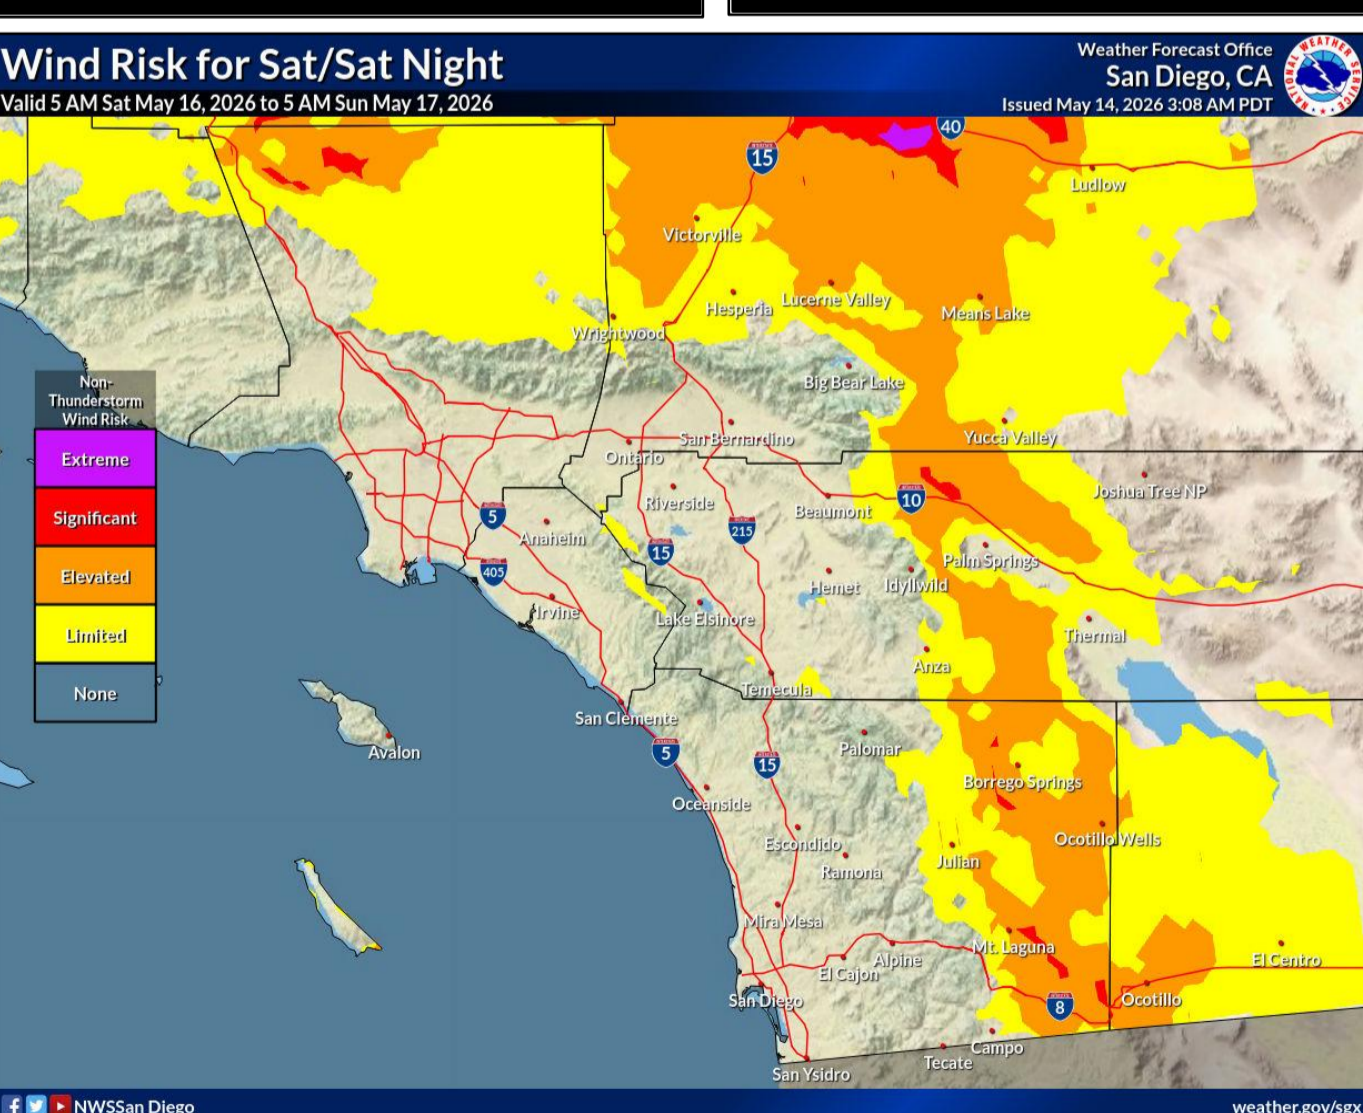 Wind Risk for Sat/Sat Night
Valid 5 AM Sat May 16, 2026 to 5 AM Sun May 17, 2026
Weather Forecast Office
San Diego, CA
Issued May 14, 2026 3:08 AM PDT
NATIONAL WEATHER SERVICE
40
15
Ludlow
Victorville
Hesperia
Lucerne Valley
Means Lake
Wrightwood
Big Bear Lake
Non-
Thunderstorm
Wind Risk
Extreme
Significant
Elevated
Limited
None
San Bernardino
Yucca Valley
Ontario
Riverside
Beaumont
10
Joshua Tree NP
5
Anaheim
215
15
405
Palm Springs
Hemet
Idyllwild
Irvine
Lake Elsinore
Thermal
Anza
Temecula
San Clemente
Avalon
5
15
Palomar
Borrego Springs
Oceanside
Escondido
Ocotillo Wells
Julian
Ramona
Mira Mesa
Mt. Laguna
Alpine
El Cajon
El Centro
San Diego
8
Ocotillo
Campo
Tecate
San Ysidro
NWSSan Diego
weather.gov/sgx